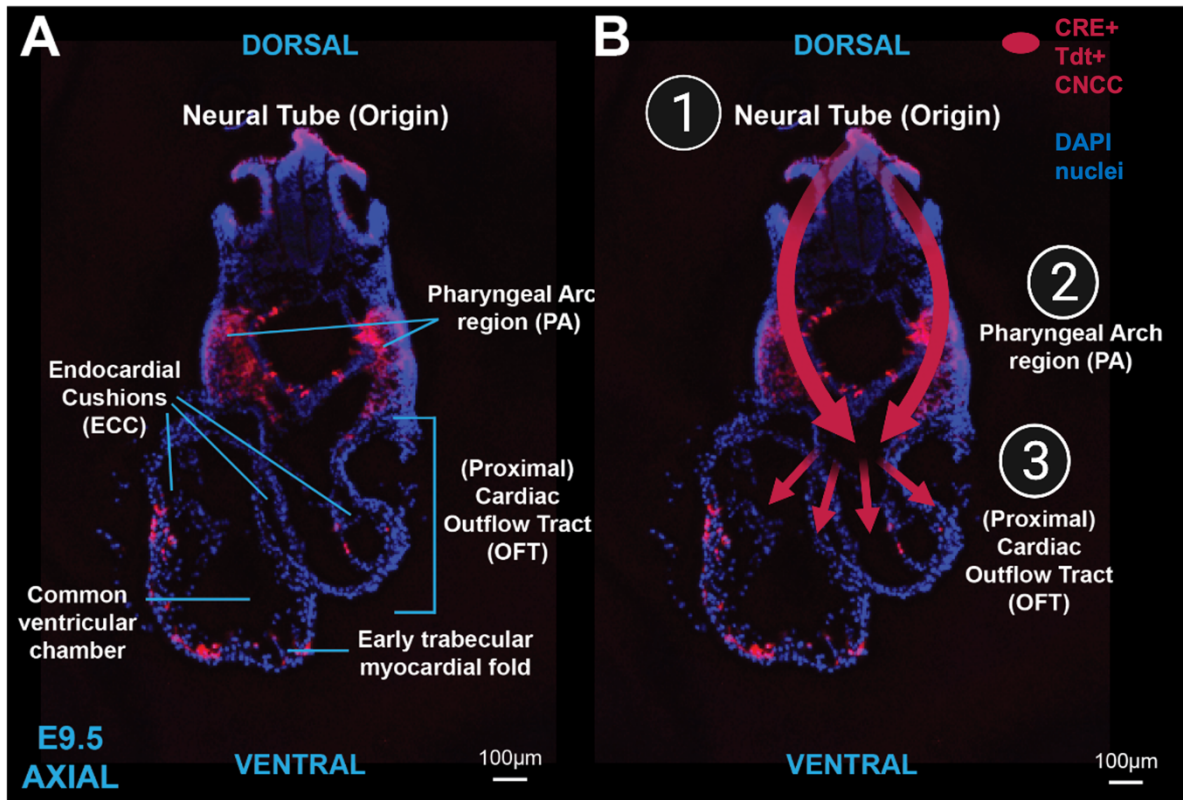 A
DORSAL
Neural Tube (Origin)
Pharyngeal Arc
region (PA)
Endocardial
Cushions
(ECC)
(Proximal)
Cardiac
Outflow Tract
(OFT)
Common
ventricular
chamber
Early trabecular
myocardial fold
E9.5
AXIAL
VENTRAL
100µm
B
DORSAL
CRE+
Tdt+
CNCC
DAPI
nuclei
1
Neural Tube (Origin)
2
Pharyngeal Arch
region (PA)
3
(Proximal)
Cardiac
Outflow Tract
(OFT)
VENTRAL
100µm